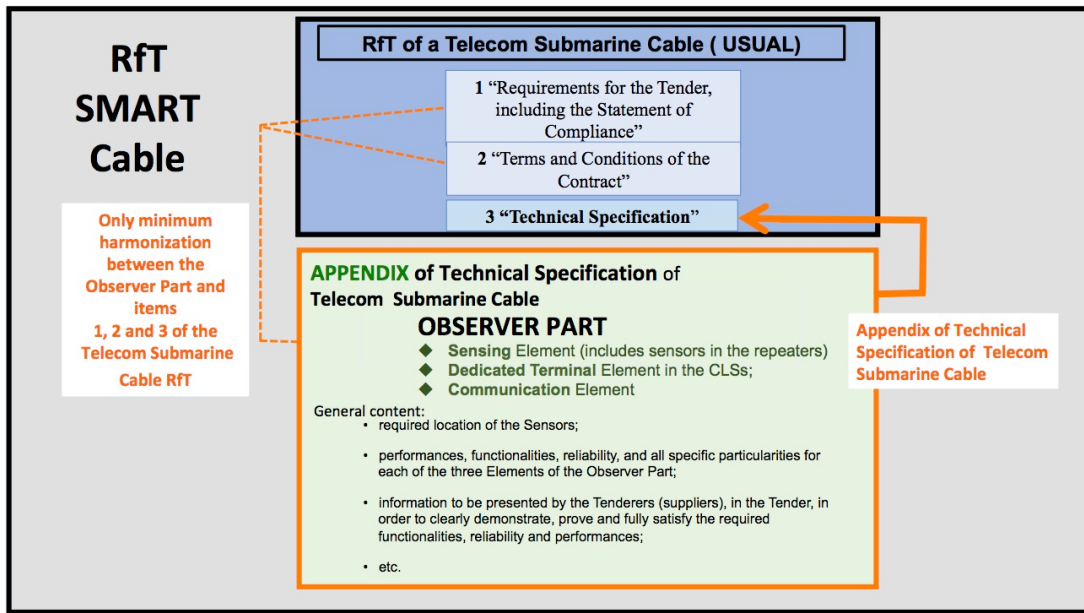 RfT
SMART
Cable
Only minimum
harmonization
between the
Observer Part and
items
1, 2 and 3 of the
Telecom Submarine
Cable RfT
RfT of a Telecom Submarine Cable ( USUAL)
1 “Requirements for the Tender,
including the Statement of
Compliance”
2 “Terms and Conditions of the
Contract”
3 “Technical Specification”
APPENDIX of Technical Specification of
Telecom Submarine Cable
OBSERVER PART
◆ Sensing Element (includes sensors in the repeaters)
◆ Dedicated Terminal Element in the CLSs;
◆ Communication Element
General content:
• required location of the Sensors;
• performances, functionalities, reliability, and all specific particularities for
each of the three Elements of the Observer Part;
• information to be presented by the Tenderers (suppliers), in the Tender, in
order to clearly demonstrate, prove and fully satisfy the required
functionalities, reliability and performances;
• etc.
Appendix of Technical
Specification of Telecom
Submarine Cable